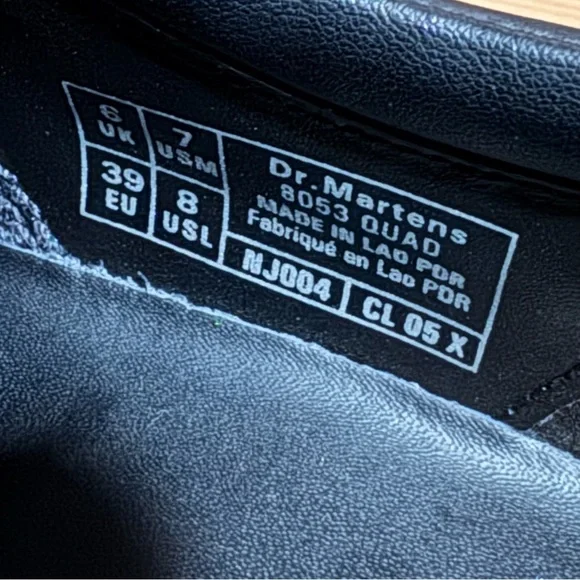 6 UK
7 USM
39 EU
8 USL
Dr.Martens
8053 QUAD
MADE IN LAO PDR
Fabriqué en Lao PDR
NJ004
CL 05 X